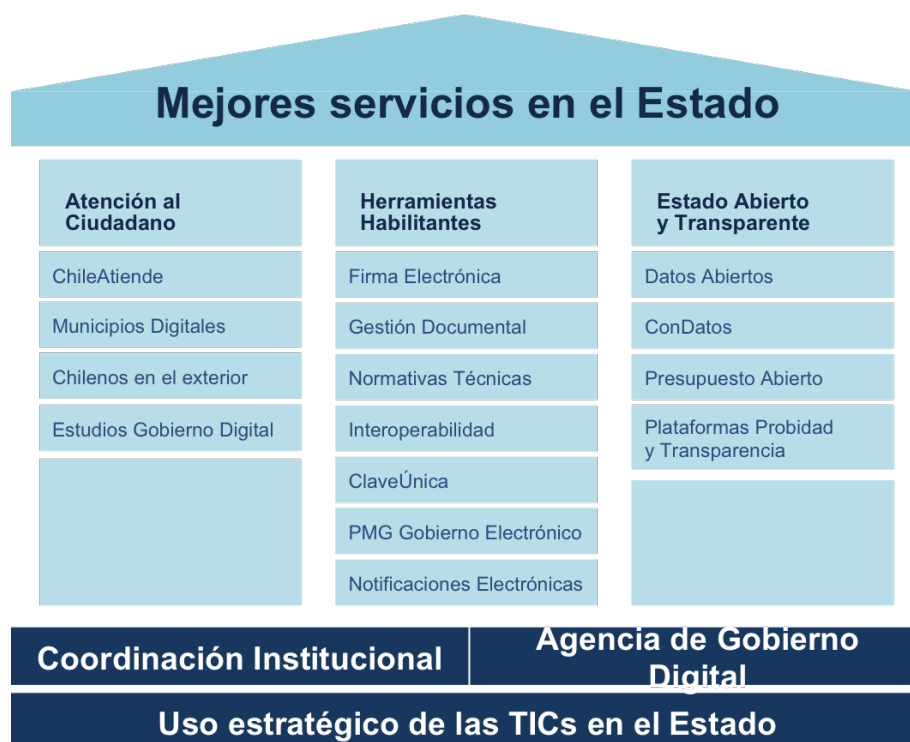 Mejores servicios en el Estado
Atención al
Ciudadano
ChileAtiende
Municipios Digitales
Chilenos en el exterior
Estudios Gobierno Digital
Herramientas
Habilitantes
Firma Electrónica
Gestión Documental
Normativas Técnicas
Interoperabilidad
ClaveÚnica
PMG Gobierno Electrónico
Notificaciones Electrónicas
Estado Abierto
y Transparente
Datos Abiertos
ConDatos
Presupuesto Abierto
Plataformas Probidad
y Transparencia
Coordinación Institucional
Agencia de Gobierno
Digital
Uso estratégico de las TICs en el Estado